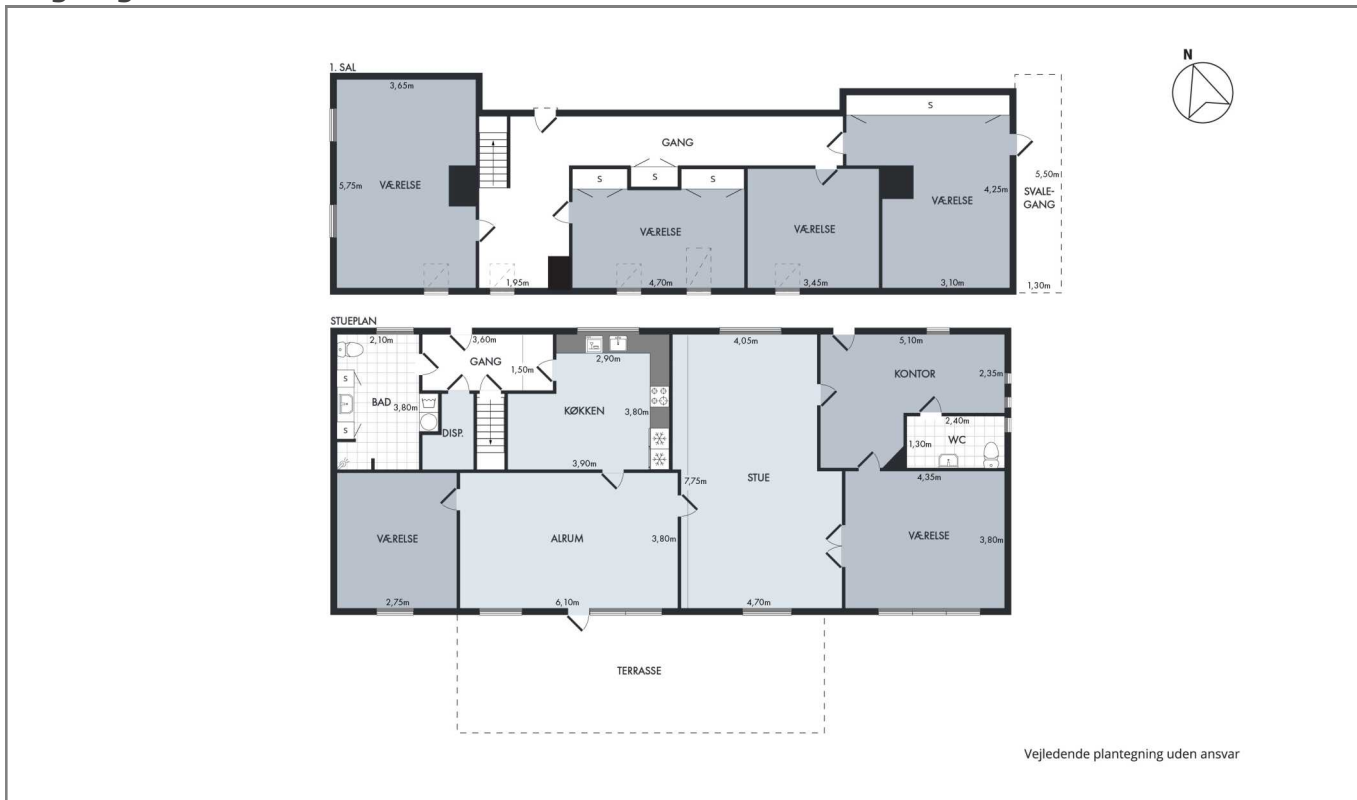 N
1. SAL
3,65m
S
GANG
5,75m
VÆRELSE
S
S
S
5,50m
SVALE-
GANG
4,25m
VÆRELSE
VÆRELSE
VÆRELSE
1,95m
4,70m
3,45m
3,10m
1,30m
STUEPLAN
2,10m
3,60m
4,05m
5,10m
GANG
1,50m
2,90m
KONTOR
2,35m
S
BAD
3,80m
S
DISP.
KØKKEN
3,80m
2,40m
1,30m
WC
3,90m
7,75m
STUE
4,35m
VÆRELSE
ALRUM
3,80m
VÆRELSE
3,80m
2,75m
6,10m
4,70m
TERRASSE
Vejledende plantegning uden ansvar